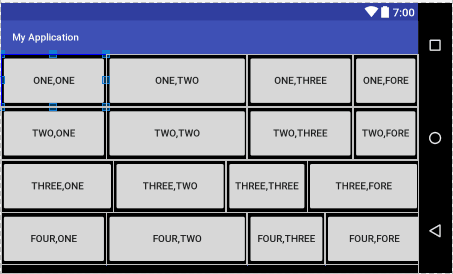 7:00
My Application
ONE,ONE ONE,TWO ONE,THREE ONE,FORE
TWO,ONE TWO,TWO TWO,THREE TWO,FORE
THREE,ONE THREE,TWO THREE,THREE THREE,FORE
FOUR,ONE FOUR,TWO FOUR,THREE FOUR,FORE